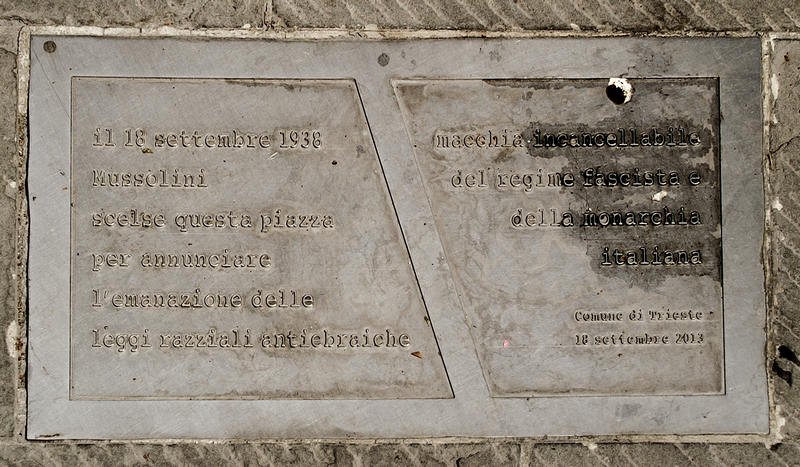 il 18 settembre 1938
Mussolini
scelse questa piazza
per annunciare
l'emanazione delle
leggi razziali antiebraiche
macchia incancellabile
del regime fascista e
della monarchia
italiana
Comune di Trieste
18 settembre 2013